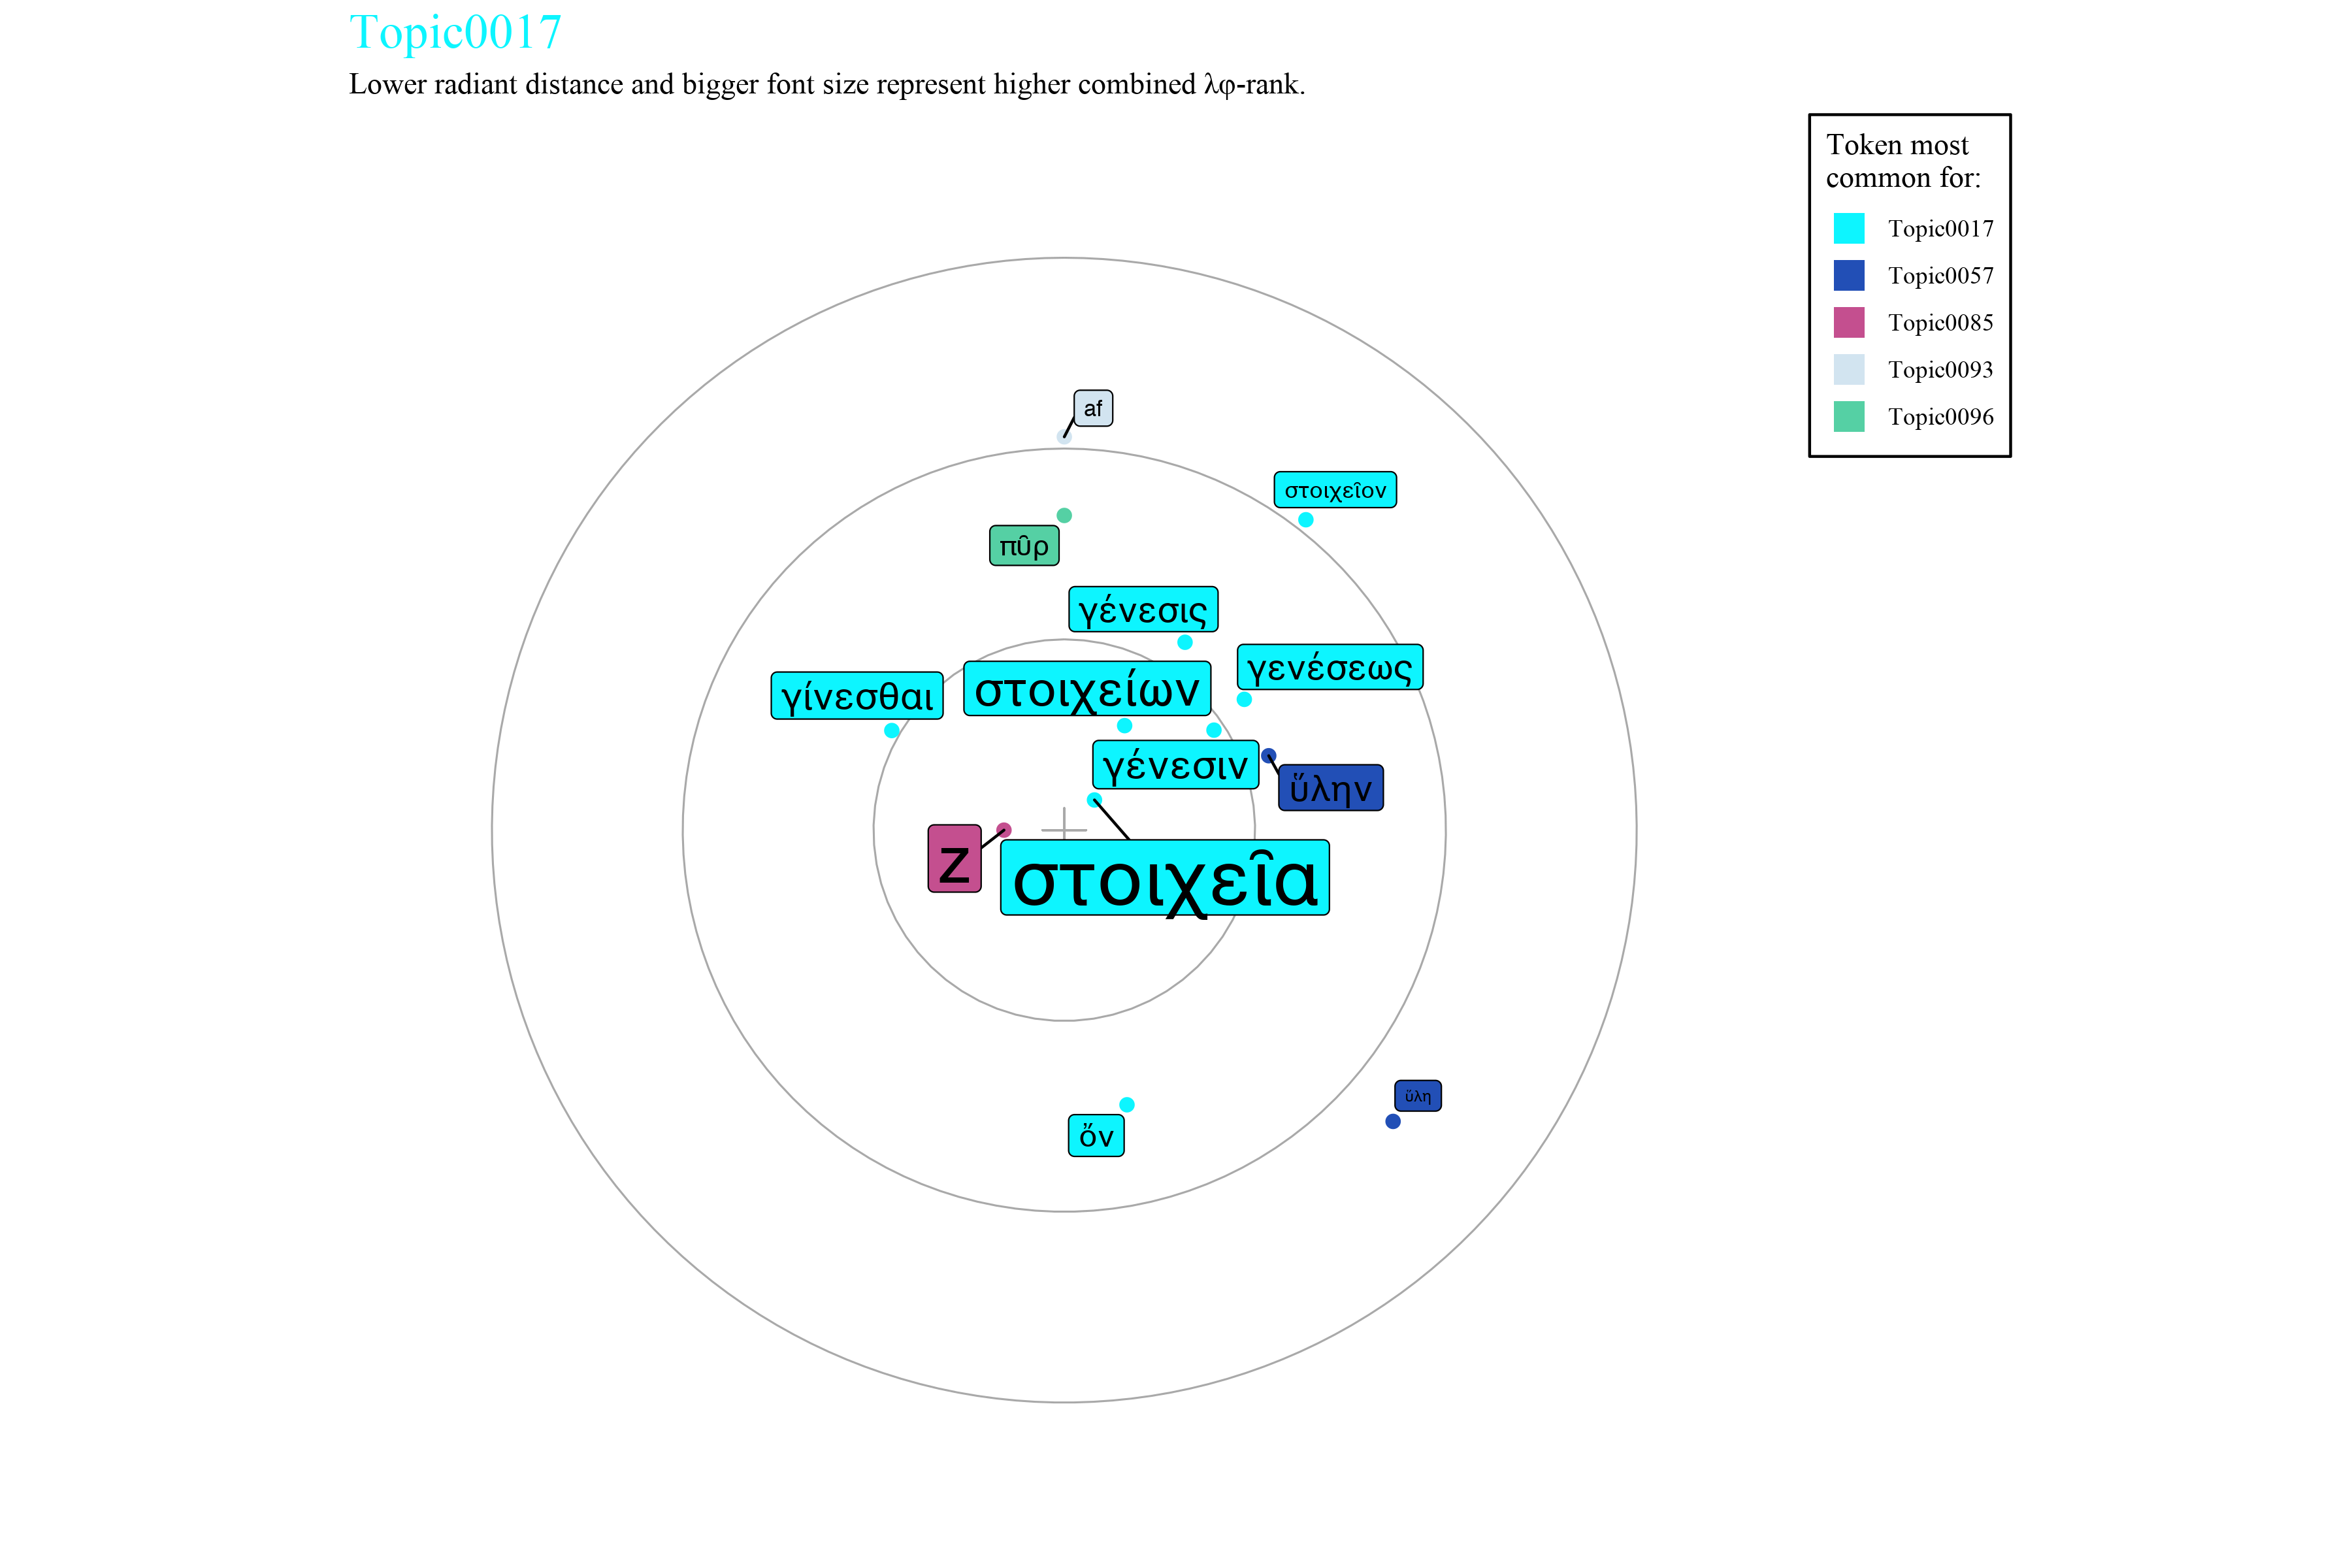 Topic0017
Lower radiant distance and bigger font size represent higher combined λφ-rank.
Token most
common for:
Topic0017
Topic0057
Topic0085
Topic0093
Topic0096
af
στοιχεῖον
πῦρ
γένεσις
γενέσεως
στοιχείων
γίνεσθαι
γένεσιν
ὕλην
z
στοιχεῖα
ὕλη
ὄν